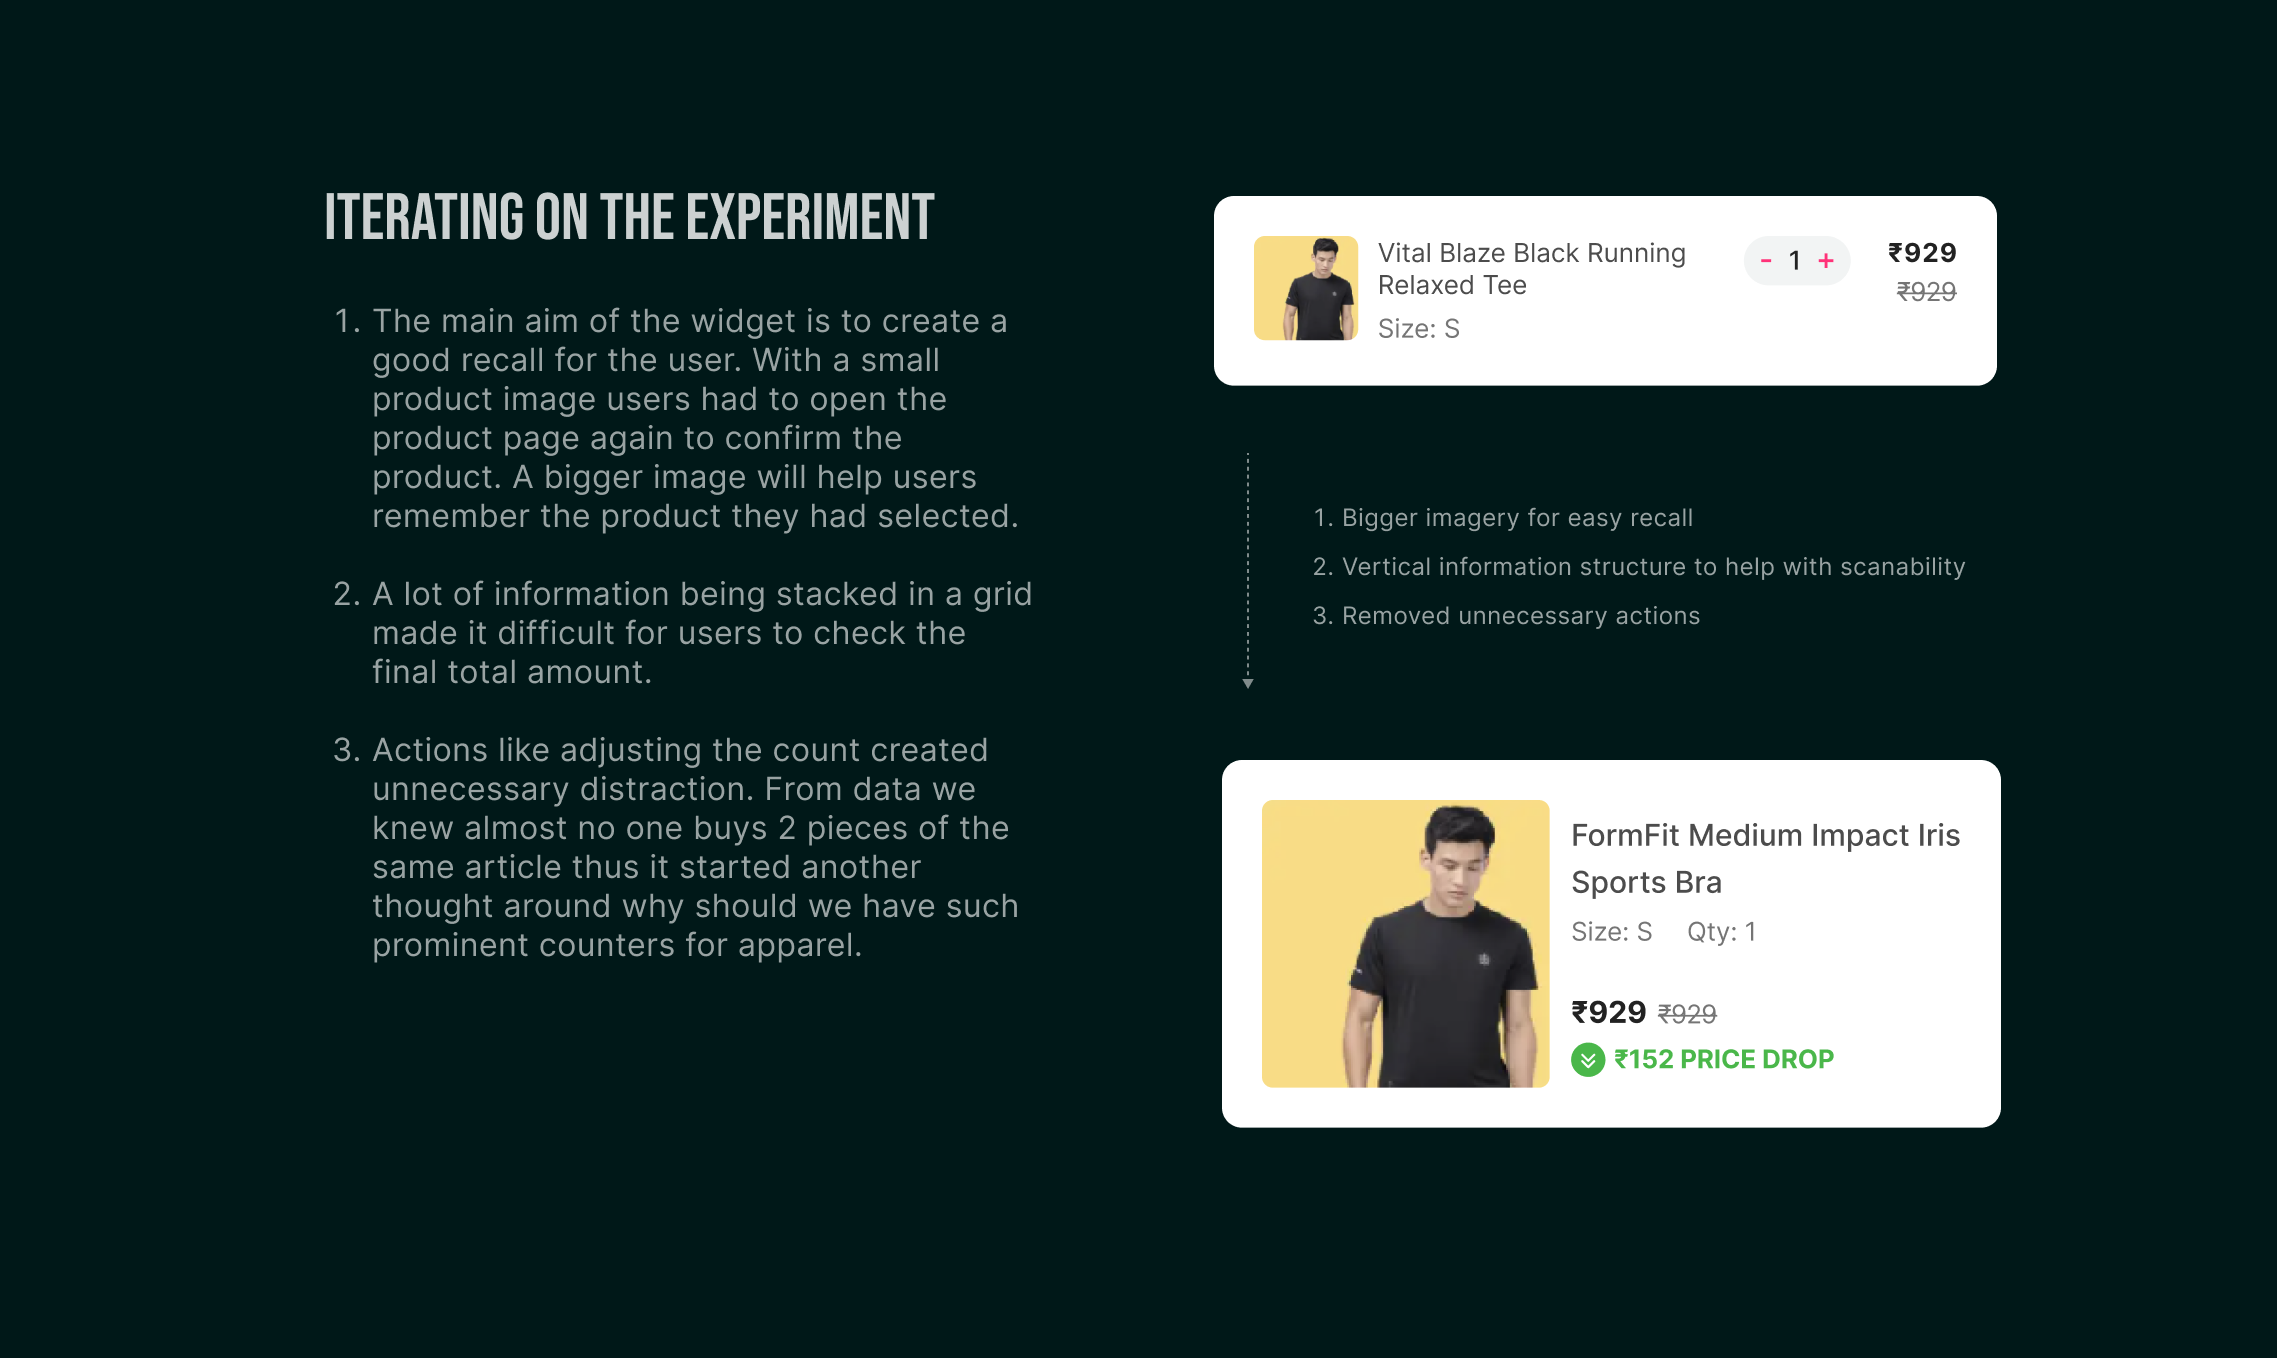 ITERATING ON THE EXPERIMENT
1. The main aim of the widget is to create a
good recall for the user. With a small
product image users had to open the
product page again to confirm the
product. A bigger image will help users
remember the product they had selected.
2. A lot of information being stacked in a grid
made it difficult for users to check the
final total amount.
3. Actions like adjusting the count created
unnecessary distraction. From data we
knew almost no one buys 2 pieces of the
same article thus it started another
thought around why should we have such
prominent counters for apparel.
Vital Blaze Black Running
Relaxed Tee
Size: S
- 1 +
₹929
₹929
1. Bigger imagery for easy recall
2. Vertical information structure to help with scanability
3. Removed unnecessary actions
FormFit Medium Impact Iris
Sports Bra
Size: S Qty: 1
₹929 ₹929
₹152 PRICE DROP